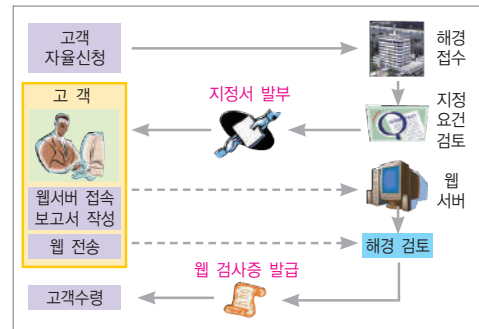 고객
자율신청
해경
접수
고 객
지정서 발부
지정
요건
검토
웹서버 접속
보고서 작성
웹
서버
웹 전송
해경 검토
웹 검사증 발급
고객수령